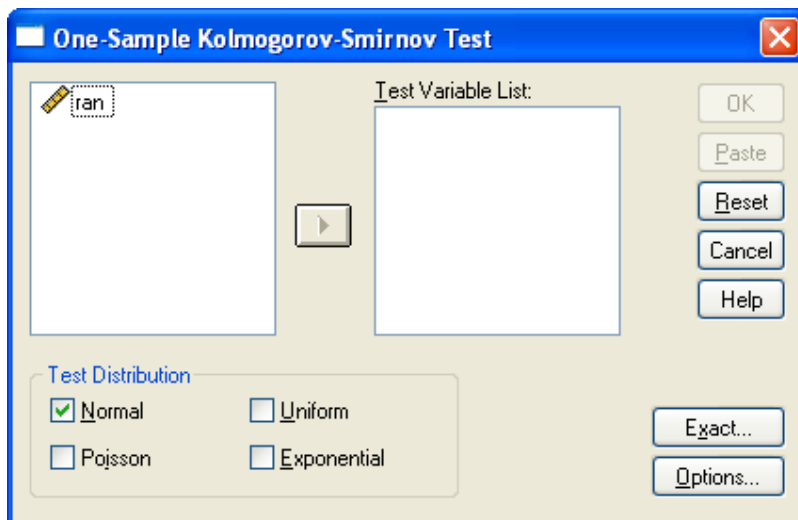 One-Sample Kolmogorov-Smirnov Test
ran
Test Variable List:
OK
Paste
Reset
Cancel
Help
Test Distribution
Normal
Uniform
Poisson
Exponential
Exact...
Options...